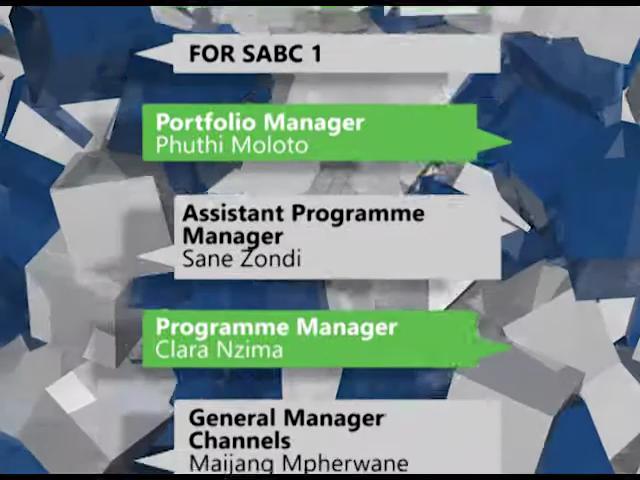 FOR SABC 1
Portfolio Manager
Phuthi Moloto
Assistant Programme
Manager
Sane Zondi
Programme Manager
Clara Nzima
General Manager
Channels
Maijang Mpherwane